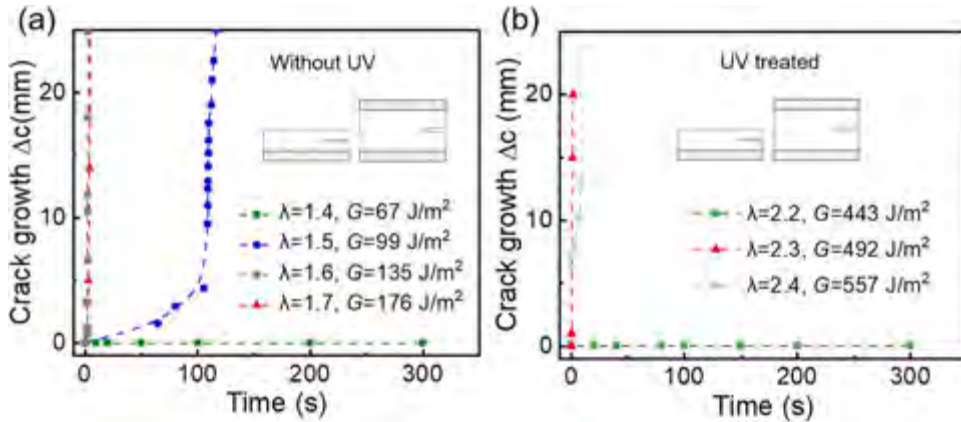 (a)
Crack growth Δc(mm)
20
10
0
Without UV
λ=1.4, G=67 J/m²
λ=1.5, G=99 J/m²
λ=1.6, G=135 J/m²
λ=1.7, G=176 J/m²
0 100 200 300
Time (s)
(b)
Crack growth Δc (mm)
20
10
0
UV treated
λ=2.2, G=443 J/m²
λ=2.3, G=492 J/m²
λ=2.4, G=557 J/m²
0 100 200 300
Time (s)